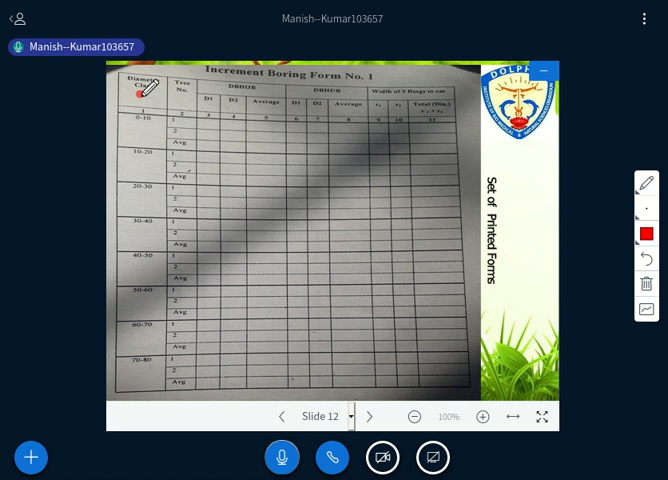 Manish--Kumar103657
Manish--Kumar103657
Increment Boring Form No. 1
Diameter Class
Tree No.
DBHOB
DBHUB
Width of 5 Rings in cm
D1 D2 Average D1 D2 Average r₁ r₂ Total (Dia.) r₁ + r₂
1 2 3 4 5 6 7 8 9 10 11
0-10 1
2
Avg
10-20 1
2
Avg
20-30 1
2
Avg
30-40 1
2
Avg
40-50 1
2
Avg
50-60 1
2
Avg
60-70 1
2
Avg
70-80 1
2
Avg
DOLPH
Set of Printed Forms
Slide 12
100%